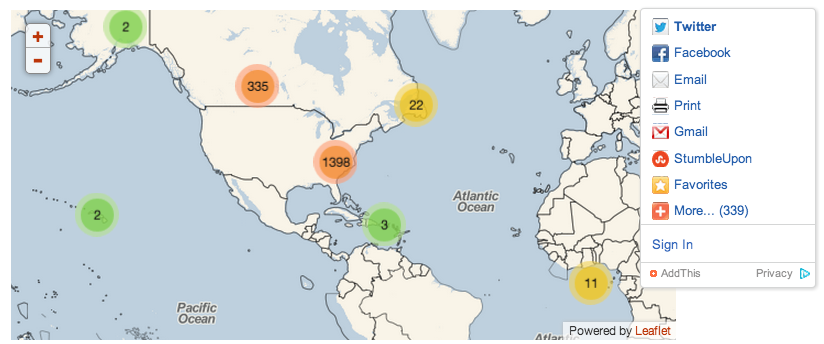 2
+
-
335
22
1398
2
3
11
Atlantic
Ocean
Pacific
Ocean
Powered by Leaflet
Twitter
Facebook
Email
Print
Gmail
StumbleUpon
Favorites
More... (339)
Sign In
AddThis
Privacy